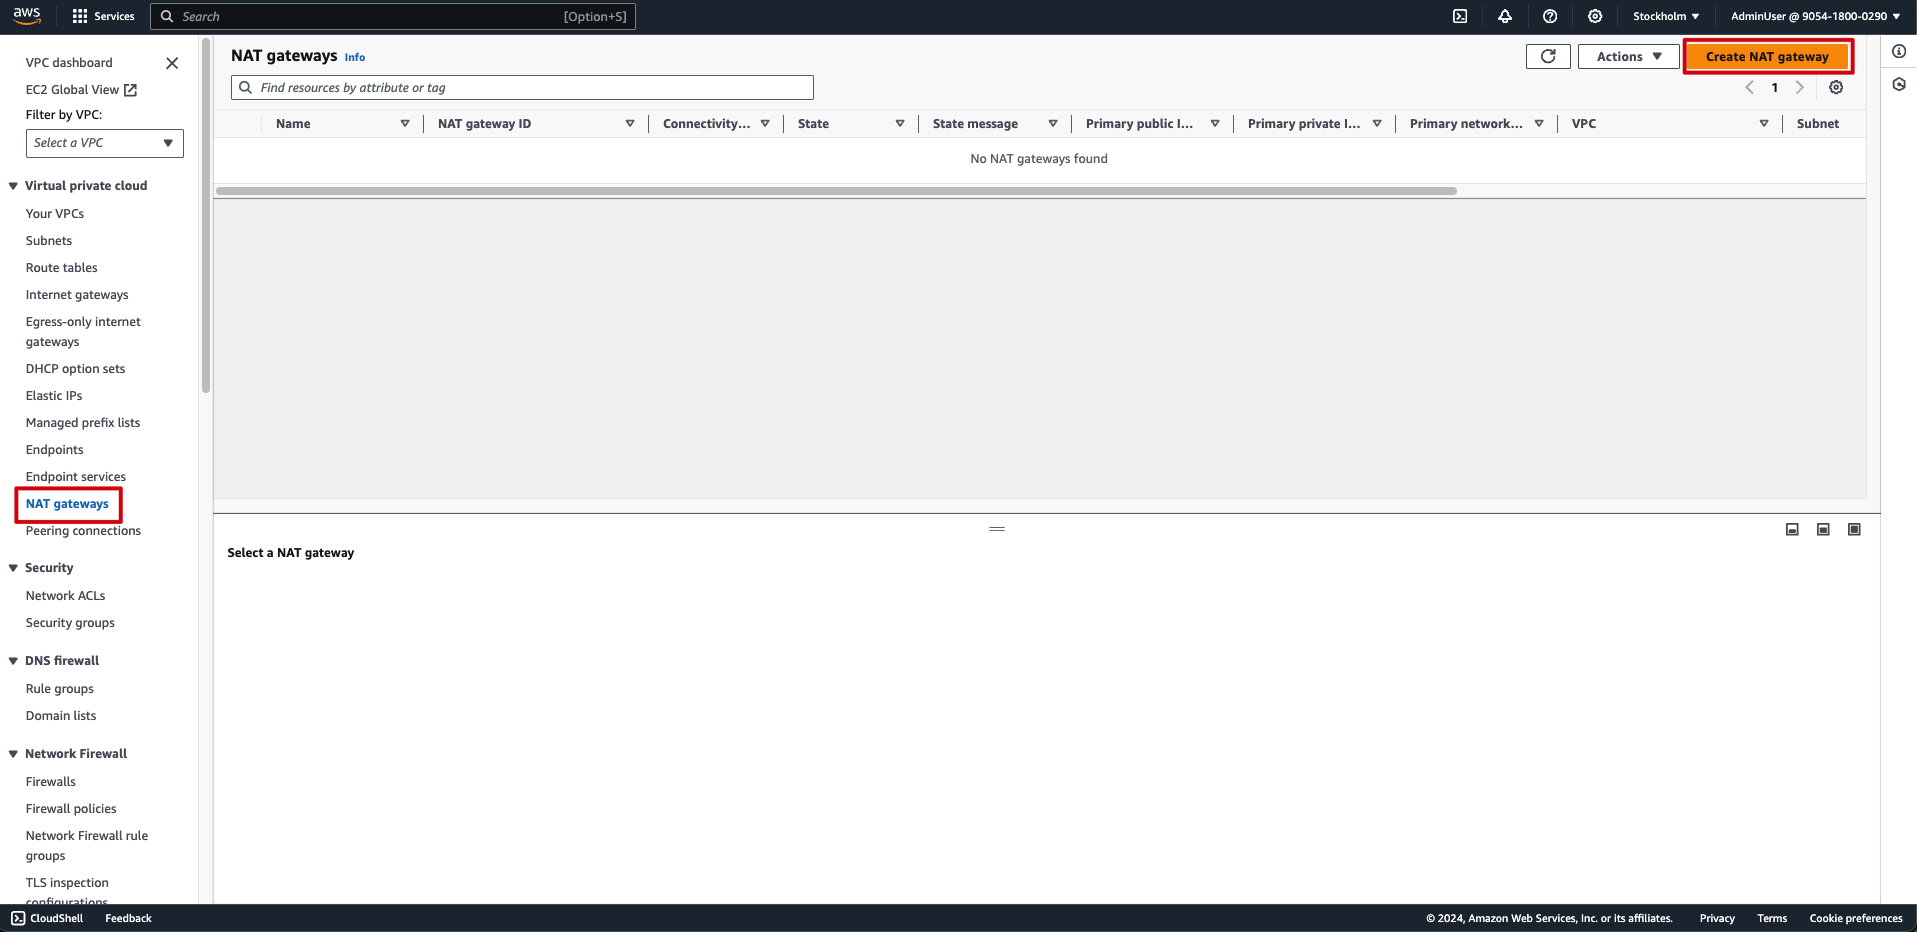 aws
Services
Search
[Option+S]
Stockholm
AdminUser @ 9054-1800-0290
VPC dashboard
EC2 Global View
Filter by VPC:
Select a VPC
Virtual private cloud
Your VPCs
Subnets
Route tables
Internet gateways
Egress-only internet
gateways
DHCP option sets
Elastic IPs
Managed prefix lists
Endpoints
Endpoint services
NAT gateways
Peering connections
Security
Network ACLs
Security groups
DNS firewall
Rule groups
Domain lists
Network Firewall
Firewalls
Firewall policies
Network Firewall rule
groups
TLS inspection
configurations
NAT gateways Info
Actions
Create NAT gateway
Find resources by attribute or tag
1
Name
NAT gateway ID
Connectivity...
State
State message
Primary public I...
Primary private I...
Primary network...
VPC
Subnet
No NAT gateways found
Select a NAT gateway
CloudShell
Feedback
© 2024, Amazon Web Services, Inc. or its affiliates.
Privacy
Terms
Cookie preferences